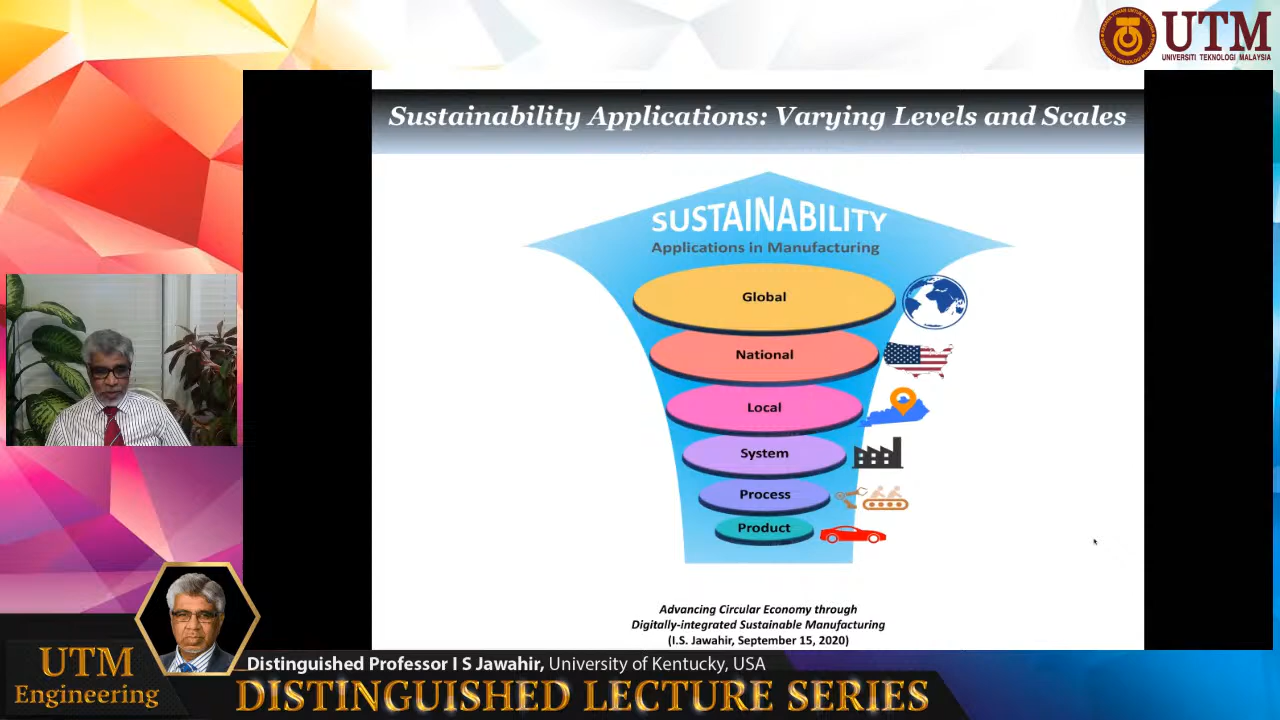 UTM
UNIVERSITI TEKNOLOGI MALAYSIA
Sustainability Applications: Varying Levels and Scales
SUSTAINABILITY
Applications in Manufacturing
Global
National
Local
System
Process
Product
Advancing Circular Economy through
Digitally-integrated Sustainable Manufacturing
(I.S. Jawahir, September 15, 2020)
Distinguished Professor I S Jawahir, University of Kentucky, USA
UTM
Engineering
DISTINGUISHED LECTURE SERIES